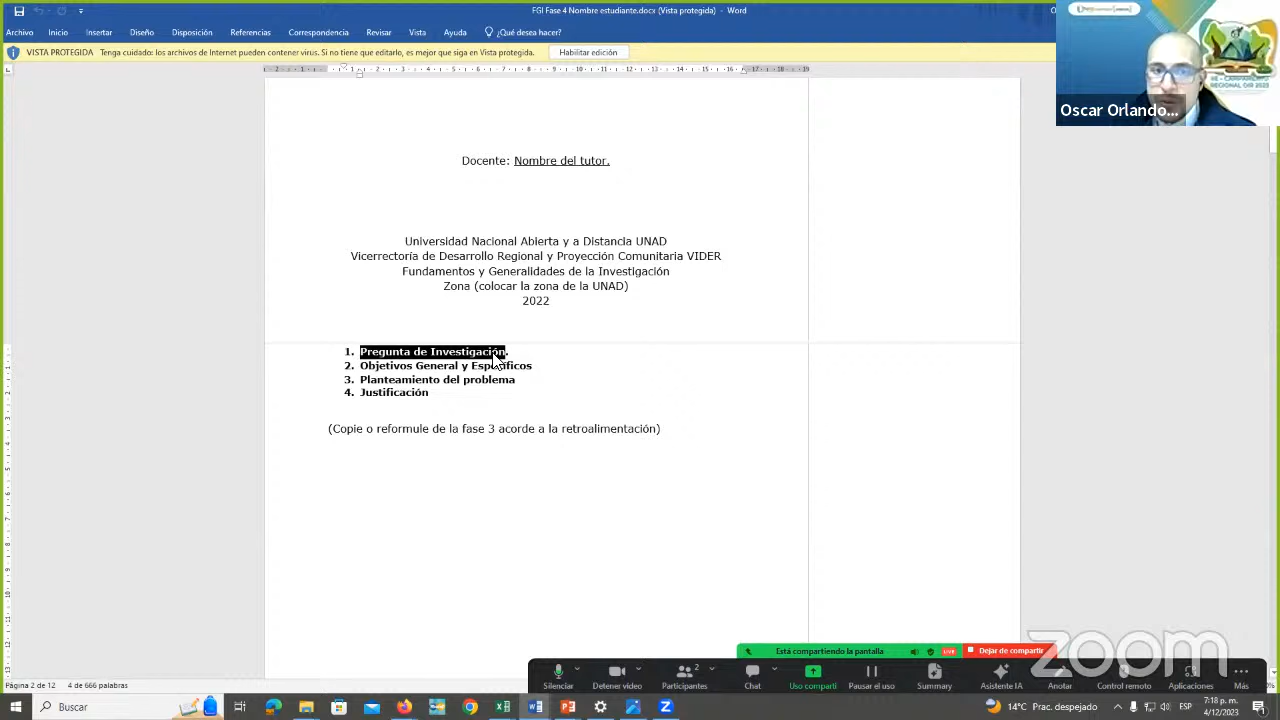 FGI Fase 4 Nombre estudiante.docx (Vista protegida) - Word
Archivo Inicio Insertar Diseño Disposición Referencias Correspondencia Revisar Vista Ayuda ¿Qué desea hacer?
VISTA PROTEGIDA Tenga cuidado: los archivos de Internet pueden contener virus. Si no tiene que editarlo, es mejor que siga en Vista protegida. Habilitar edición
REGIONAL OIR 2023
Oscar Orlando...
Docente: Nombre del tutor.
Universidad Nacional Abierta y a Distancia UNAD
Vicerrectoría de Desarrollo Regional y Proyección Comunitaria VIDER
Fundamentos y Generalidades de la Investigación
Zona (colocar la zona de la UNAD)
2022
1. Pregunta de Investigación.
2. Objetivos General y Específicos
3. Planteamiento del problema
4. Justificación
(Copie o reformule de la fase 3 acorde a la retroalimentación)
zoom
Está compartiendo la pantalla LIVE Dejar de compartir
2
Silenciar Detener video Participantes Chat Uso comparti Pausar el uso Summary Asistente IA Anotar Control remoto Aplicaciones Más
Página 2 de 12 4 de 666 palabras
Buscar
14°C Prac. despejado ESP 7:18 p. m.
4/12/2023